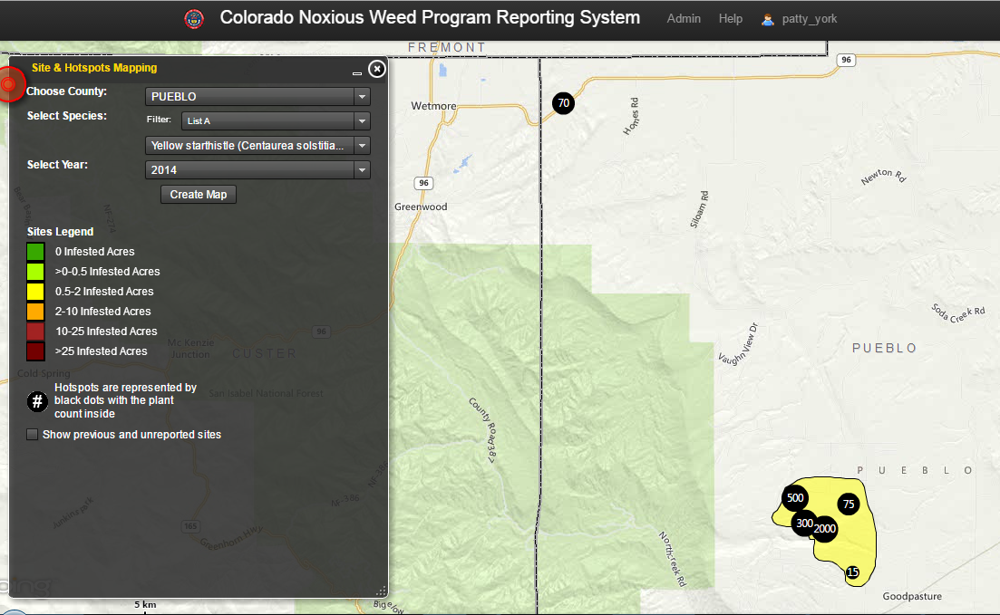 Colorado Noxious Weed Program Reporting System
Admin Help patty_york
Site & Hotspots Mapping
Choose County:
PUEBLO
Select Species:
Filter:
List A
Yellow starthistle (Centaurea solstitia...
Select Year:
2014
Create Map
Sites Legend
0 Infested Acres
>0-0.5 Infested Acres
0.5-2 Infested Acres
2-10 Infested Acres
10-25 Infested Acres
>25 Infested Acres
#
Hotspots are represented by
black dots with the plant
count inside
Show previous and unreported sites
FREMONT
96
70
Wetmore
Homes Rd
96
Newton Rd
Greenwood
Siloam Rd
Soda Creek Rd
96
Mc Kenzie
Junction
CUSTER
Vaughn View Dr
PUEBLO
Cold Spring
San Isabel National Forest
County Road 387
PUEBLO
500
75
300
2000
15
165
Greenhorn Hwy
Northcreek Rd
Goodpasture
5 km
Bigelow